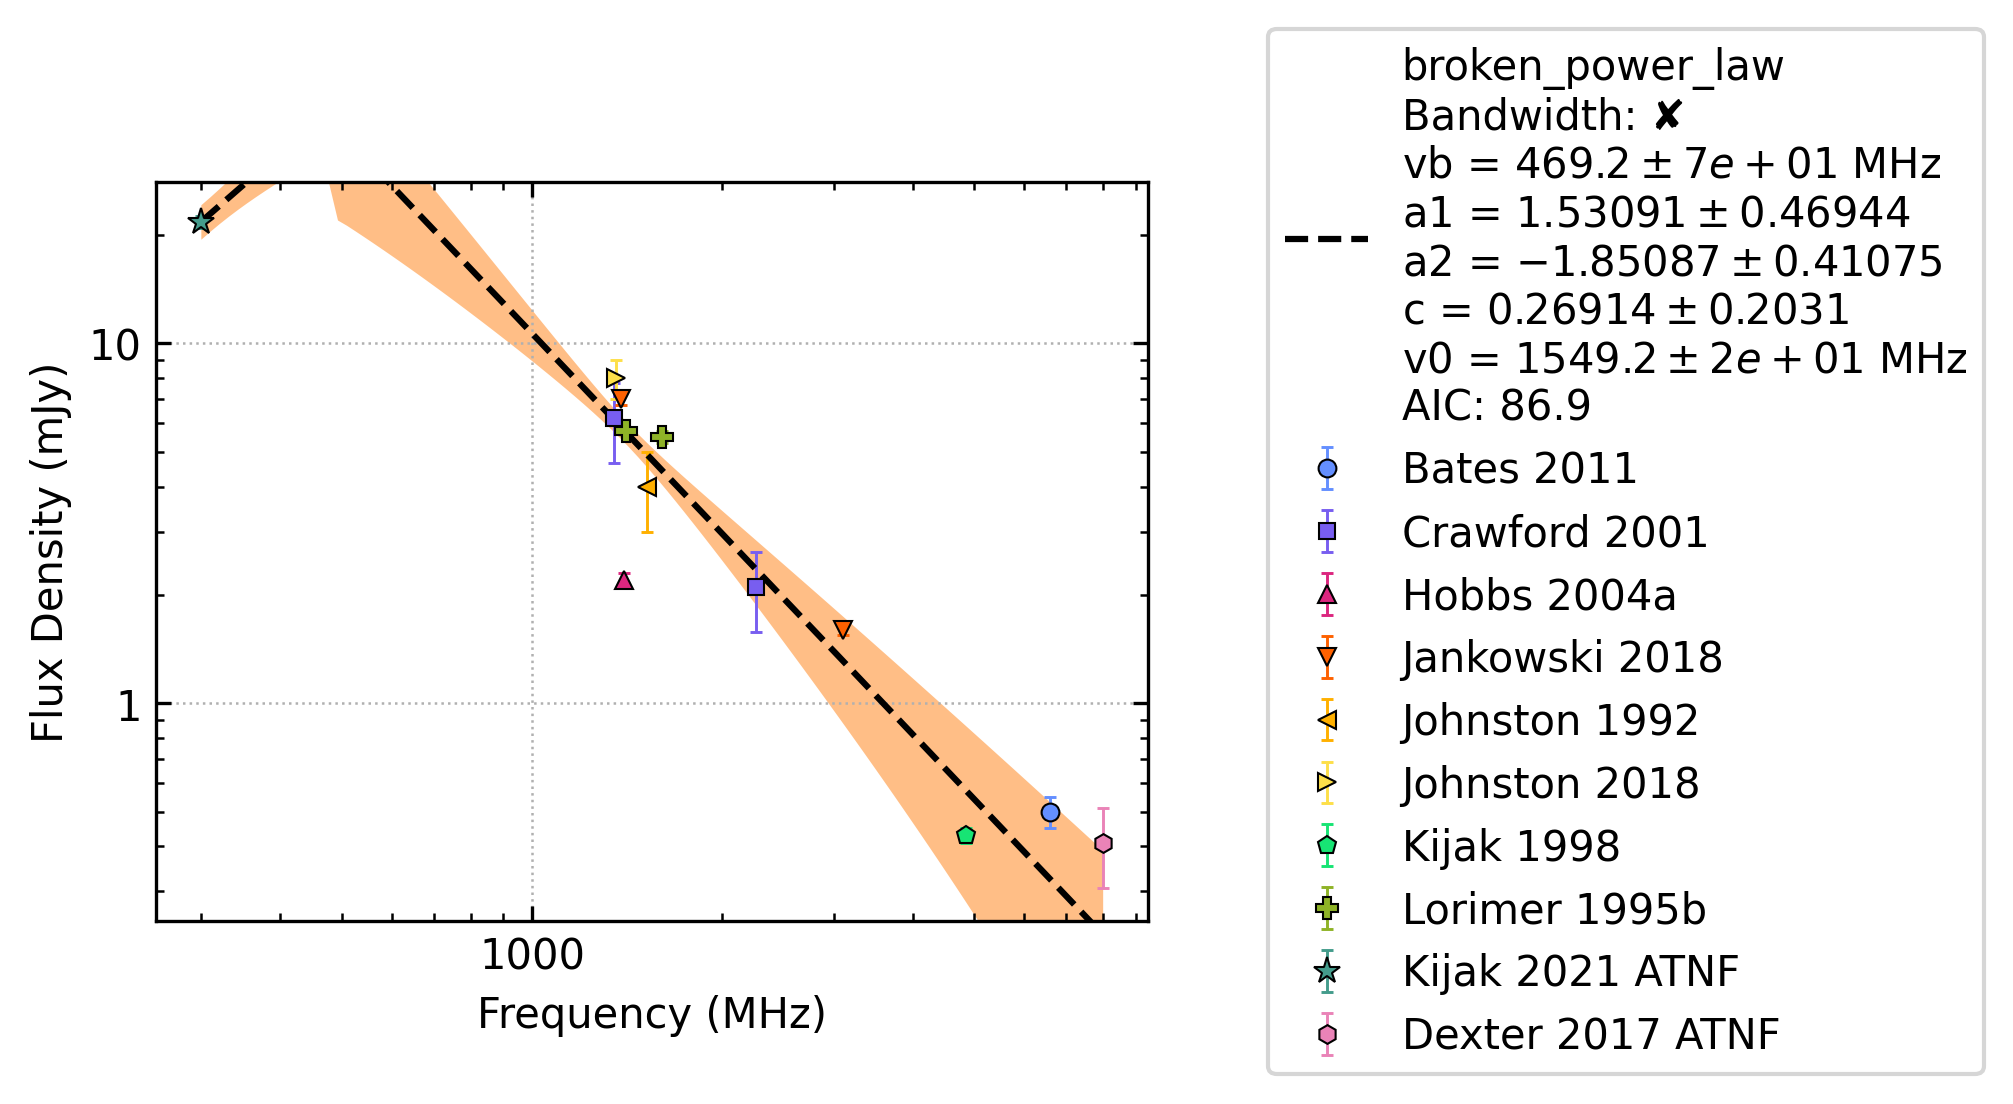 10
1
Flux Density (mJy)
1000
Frequency (MHz)
broken_power_law
Bandwidth: ✘
vb = 469.2 ± 7e + 01 MHz
a1 = 1.53091 ± 0.46944
a2 = −1.85087 ± 0.41075
c = 0.26914 ± 0.2031
v0 = 1549.2 ± 2e + 01 MHz
AIC: 86.9
Bates 2011
Crawford 2001
Hobbs 2004a
Jankowski 2018
Johnston 1992
Johnston 2018
Kijak 1998
Lorimer 1995b
Kijak 2021 ATNF
Dexter 2017 ATNF